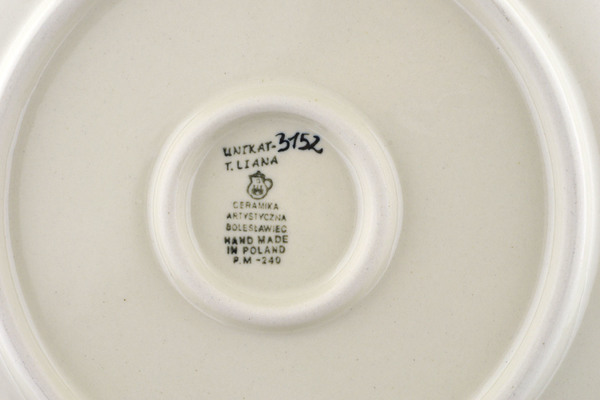 UNIKAT-3152
T. LIANA
CERAMIKA
ARTYSTYCZNA
BOLESŁAWIEC
HAND MADE
IN POLAND
P.M -240